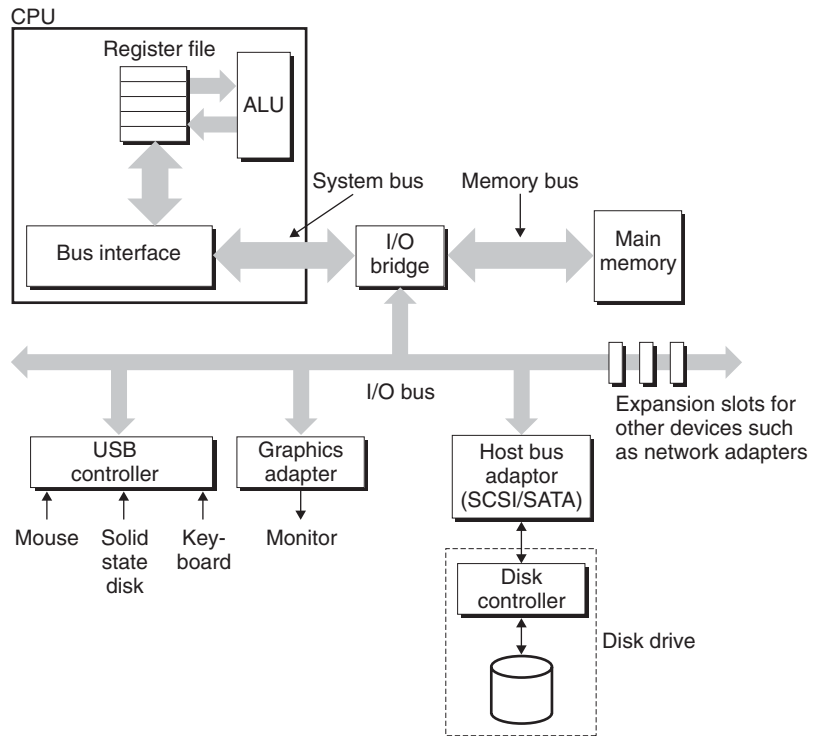 CPU
Register file
ALU
System bus
Memory bus
Bus interface
I/O
bridge
Main
memory
I/O bus
Expansion slots for
other devices such
as network adapters
USB
controller
Graphics
adapter
Host bus
adaptor
(SCSI/SATA)
Mouse
Solid
state
disk
Key-
board
Monitor
Disk
controller
Disk drive